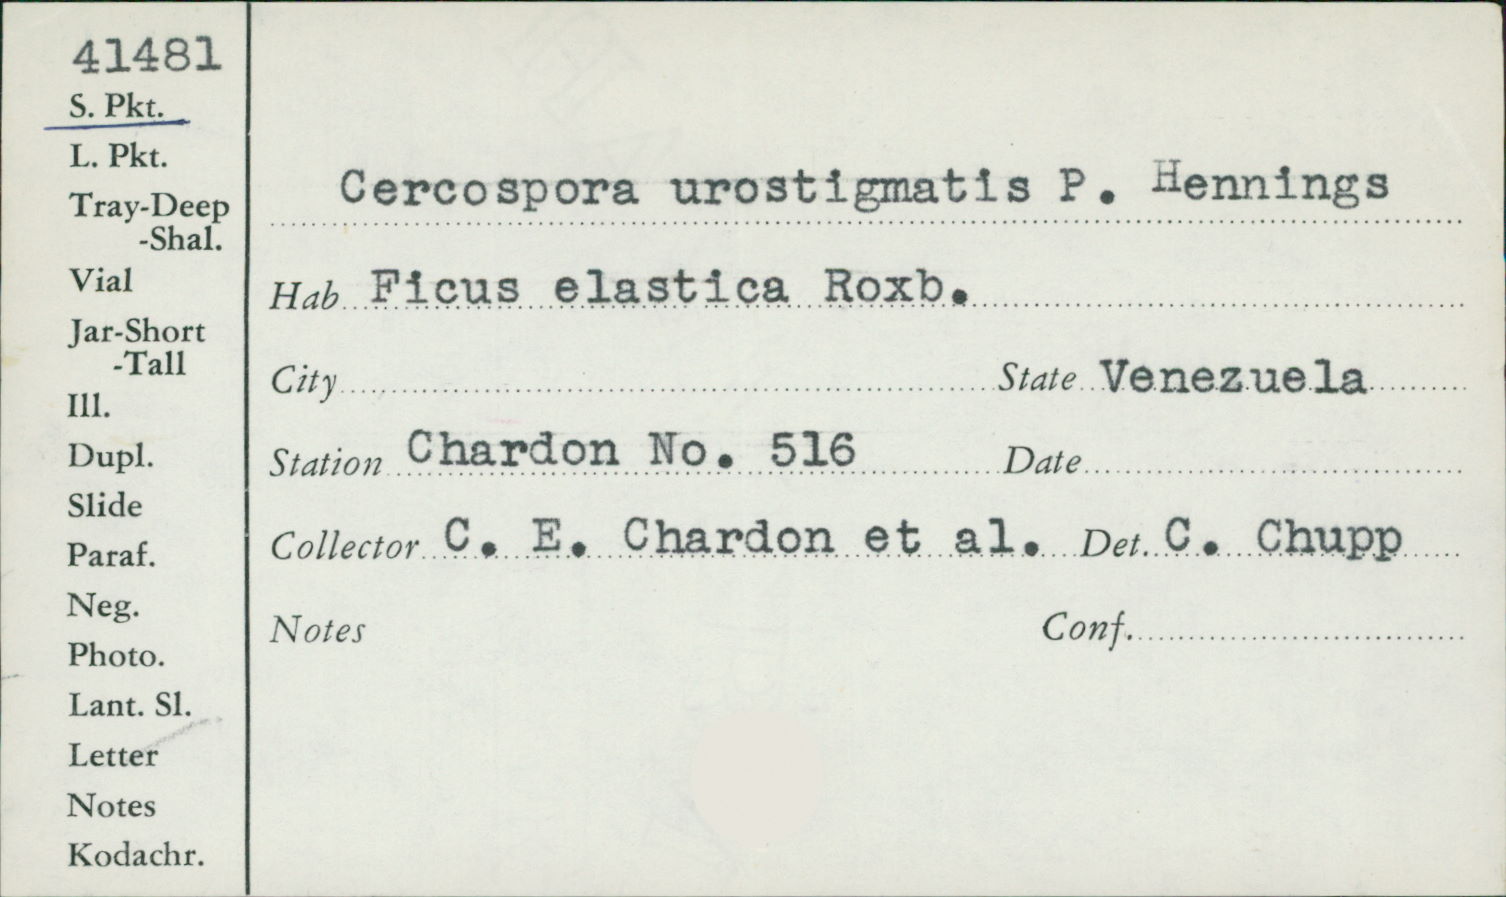 41481
S. Pkt.
L. Pkt.
Tray-Deep
-Shal.
Vial
Jar-Short
-Tall
Ill.
Dupl.
Slide
Paraf.
Neg.
Photo.
Lant. Sl.
Letter
Notes
Kodachr.
Cercospora urostigmatis P. Hennings
Hab Ficus elastica Roxb.
City State Venezuela
Station Chardon No. 516 Date
Collector C. E. Chardon et al. Det. C. Chupp
Notes Conf.